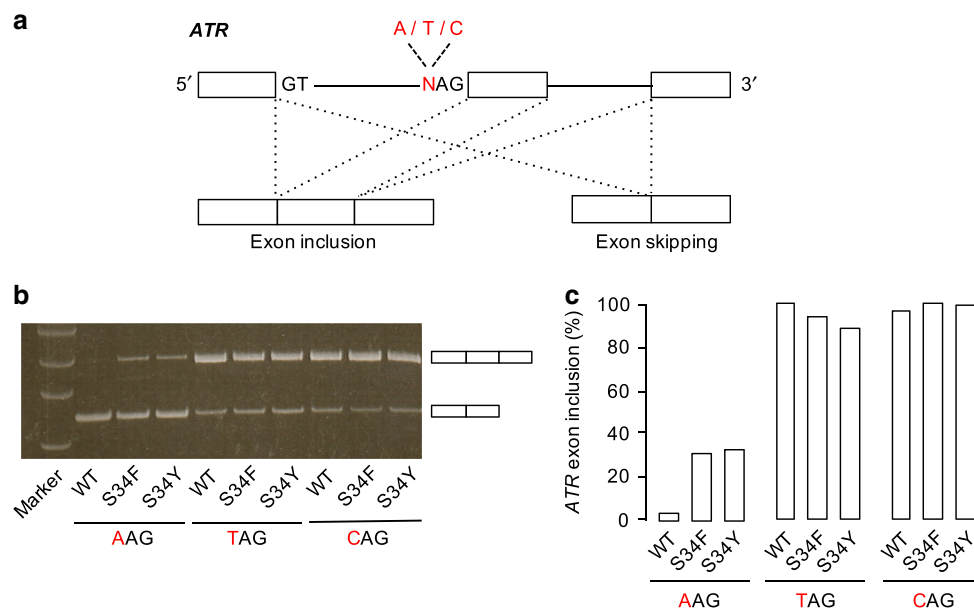 a
ATR
A / T / C
5′ GT NAG 3′
Exon inclusion
Exon skipping
b
Marker
WT S34F S34Y WT S34F S34Y WT S34F S34Y
AAG TAG CAG
c
ATR exon inclusion (%)
100
80
60
40
20
0
WT S34F S34Y WT S34F S34Y WT S34F S34Y
AAG TAG CAG